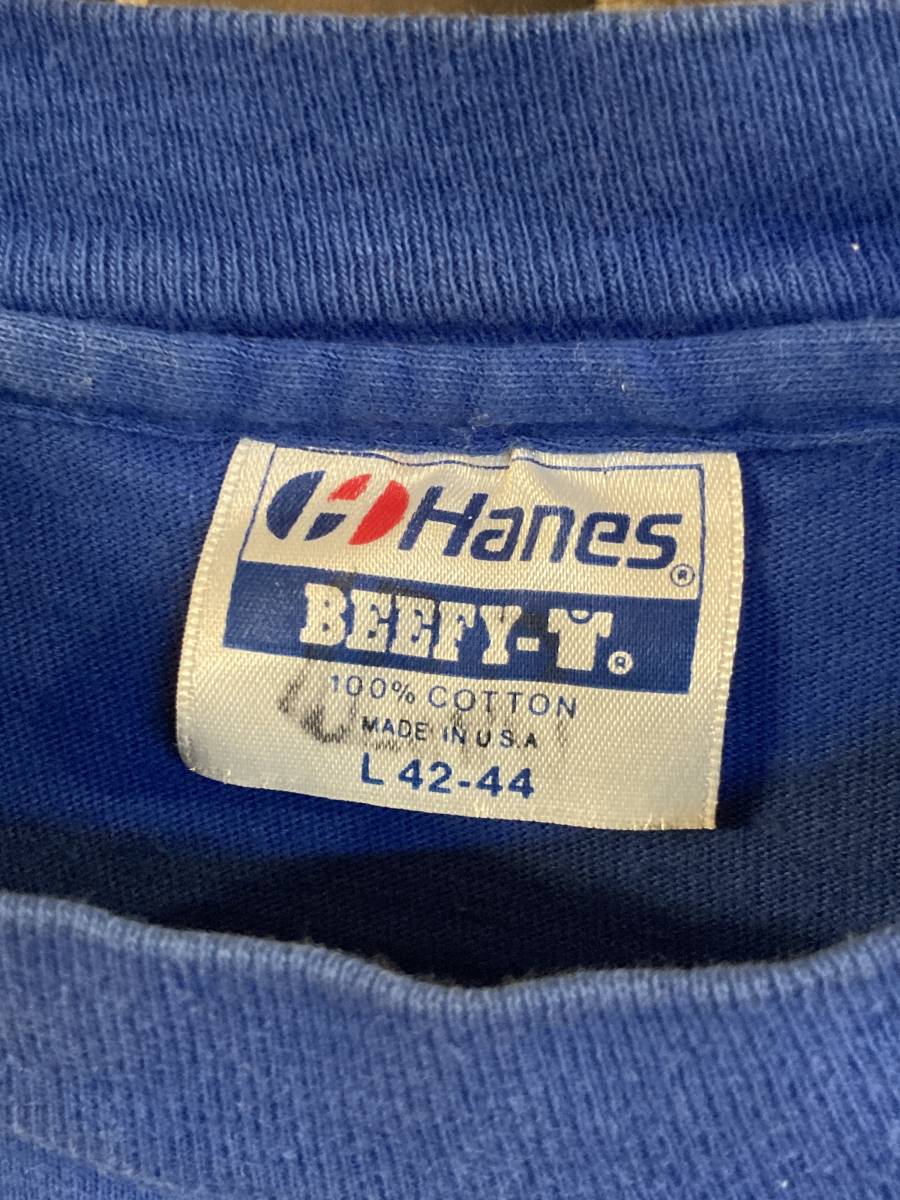 Hanes®
BEEFY-T®
100% COTTON
MADE IN U.S.A
L 42-44